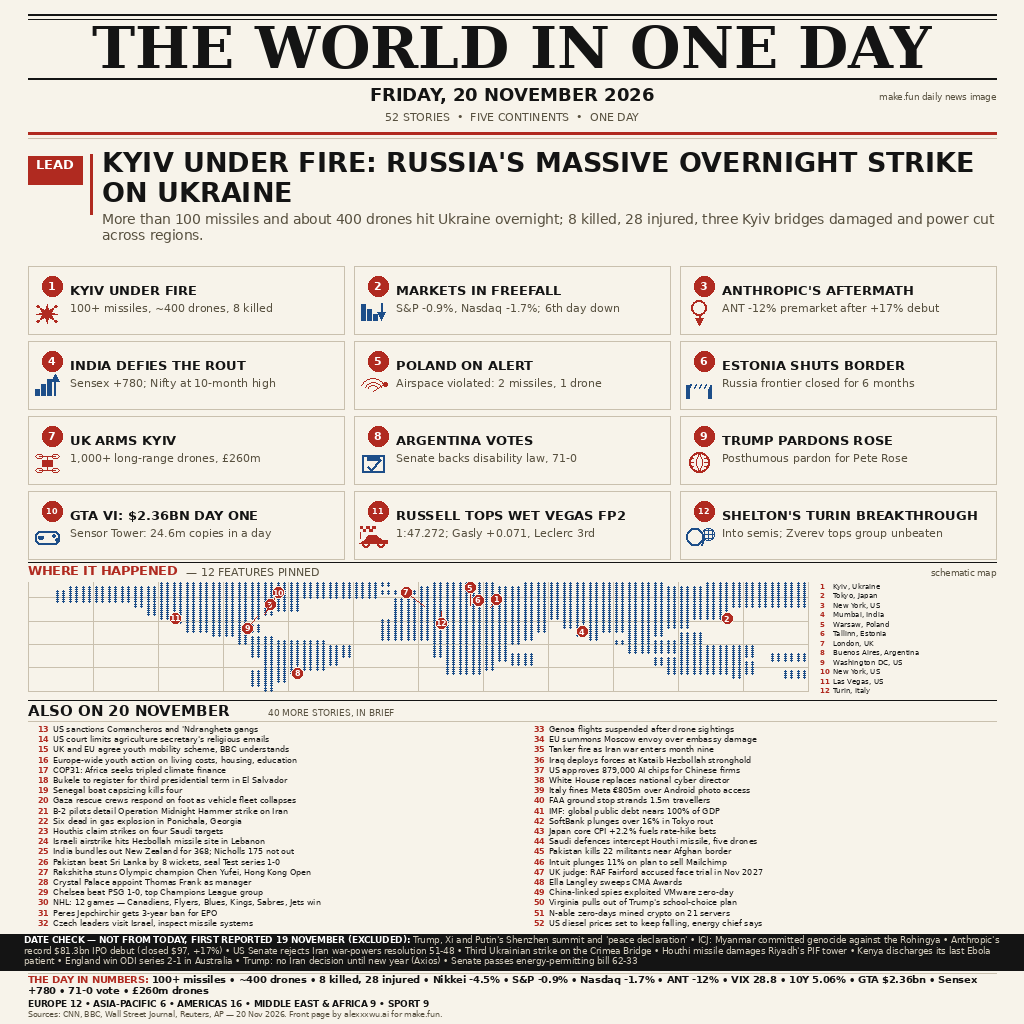 THE WORLD IN ONE DAY
FRIDAY, 20 NOVEMBER 2026
make.fun daily news image
52 STORIES • FIVE CONTINENTS • ONE DAY
LEAD
KYIV UNDER FIRE: RUSSIA'S MASSIVE OVERNIGHT STRIKE
ON UKRAINE
More than 100 missiles and about 400 drones hit Ukraine overnight; 8 killed, 28 injured, three Kyiv bridges damaged and power cut
across regions.
1 KYIV UNDER FIRE
100+ missiles, ~400 drones, 8 killed
2 MARKETS IN FREEFALL
S&P -0.9%, Nasdaq -1.7%; 6th day down
3 ANTHROPIC'S AFTERMATH
ANT -12% premarket after +17% debut
4 INDIA DEFIES THE ROUT
Sensex +780; Nifty at 10-month high
5 POLAND ON ALERT
Airspace violated: 2 missiles, 1 drone
6 ESTONIA SHUTS BORDER
Russia frontier closed for 6 months
7 UK ARMS KYIV
1,000+ long-range drones, £260m
8 ARGENTINA VOTES
Senate backs disability law, 71-0
9 TRUMP PARDONS ROSE
Posthumous pardon for Pete Rose
10 GTA VI: $2.36BN DAY ONE
Sensor Tower: 24.6m copies in a day
11 RUSSELL TOPS WET VEGAS FP2
1:47.272; Gasly +0.071, Leclerc 3rd
12 SHELTON'S TURIN BREAKTHROUGH
Into semis; Zverev tops group unbeaten
WHERE IT HAPPENED — 12 FEATURES PINNED
schematic map
11
9
3
10
8
7
12
5
6
1
4
2
1 Kyiv, Ukraine
2 Tokyo, Japan
3 New York, US
4 Mumbai, India
5 Warsaw, Poland
6 Tallinn, Estonia
7 London, UK
8 Buenos Aires, Argentina
9 Washington DC, US
10 New York, US
11 Las Vegas, US
12 Turin, Italy
ALSO ON 20 NOVEMBER 40 MORE STORIES, IN BRIEF
13 US sanctions Comancheros and 'Ndrangheta gangs
14 US court limits agriculture secretary's religious emails
15 UK and EU agree youth mobility scheme, BBC understands
16 Europe-wide youth action on living costs, housing, education
17 COP31: Africa seeks tripled climate finance
18 Bukele to register for third presidential term in El Salvador
19 Senegal boat capsizing kills four
20 Gaza rescue crews respond on foot as vehicle fleet collapses
21 B-2 pilots detail Operation Midnight Hammer strike on Iran
22 Six dead in gas explosion in Ponichala, Georgia
23 Houthis claim strikes on four Saudi targets
24 Israeli airstrike hits Hezbollah missile site in Lebanon
25 India bundles out New Zealand for 368; Nicholls 175 not out
26 Pakistan beat Sri Lanka by 8 wickets, seal Test series 1-0
27 Rakshitha stuns Olympic champion Chen Yufei, Hong Kong Open
28 Crystal Palace appoint Thomas Frank as manager
29 Chelsea beat PSG 1-0, top Champions League group
30 NHL: 12 games — Canadiens, Flyers, Blues, Kings, Sabres, Jets win
31 Peres Jepchirchir gets 3-year ban for EPO
32 Czech leaders visit Israel, inspect missile systems
33 Genoa flights suspended after drone sightings
34 EU summons Moscow envoy over embassy damage
35 Tanker fire as Iran war enters month nine
36 Iraq deploys forces at Kataib Hezbollah stronghold
37 US approves 879,000 AI chips for Chinese firms
38 White House replaces national cyber director
39 Italy fines Meta €805m over Android photo access
40 FAA ground stop strands 1.5m travellers
41 IMF: global public debt nears 100% of GDP
42 SoftBank plunges over 16% in Tokyo rout
43 Japan core CPI +2.2% fuels rate-hike bets
44 Saudi defences intercept Houthi missile, five drones
45 Pakistan kills 22 militants near Afghan border
46 Intuit plunges 11% on plan to sell Mailchimp
47 UK judge: RAF Fairford accused face trial in Nov 2027
48 Ella Langley sweeps CMA Awards
49 China-linked spies exploited VMware zero-day
50 Virginia pulls out of Trump's school-choice plan
51 N-able zero-days mined crypto on 21 servers
52 US diesel prices set to keep falling, energy chief says
DATE CHECK — NOT FROM TODAY, FIRST REPORTED 19 NOVEMBER (EXCLUDED): Trump, Xi and Putin's Shenzhen summit and 'peace declaration' • ICJ: Myanmar committed genocide against the Rohingya • Anthropic's
record $81.3bn IPO debut (closed $97, +17%) • US Senate rejects Iran war-powers resolution 51-48 • Third Ukrainian strike on the Crimea Bridge • Houthi missile damages Riyadh's PIF tower • Kenya discharges its last Ebola
patient • England win ODI series 2-1 in Australia • Trump: no Iran decision until new year (Axios) • Senate passes energy-permitting bill 62-33
THE DAY IN NUMBERS: 100+ missiles • ~400 drones • 8 killed, 28 injured • Nikkei -4.5% • S&P -0.9% • Nasdaq -1.7% • ANT -12% • VIX 28.8 • 10Y 5.06% • GTA $2.36bn • Sensex
+780 • 71-0 vote • £260m drones
EUROPE 12 • ASIA-PACIFIC 6 • AMERICAS 16 • MIDDLE EAST & AFRICA 9 • SPORT 9
Sources: CNN, BBC, Wall Street Journal, Reuters, AP — 20 Nov 2026. Front page by alexxxwu.ai for make.fun.